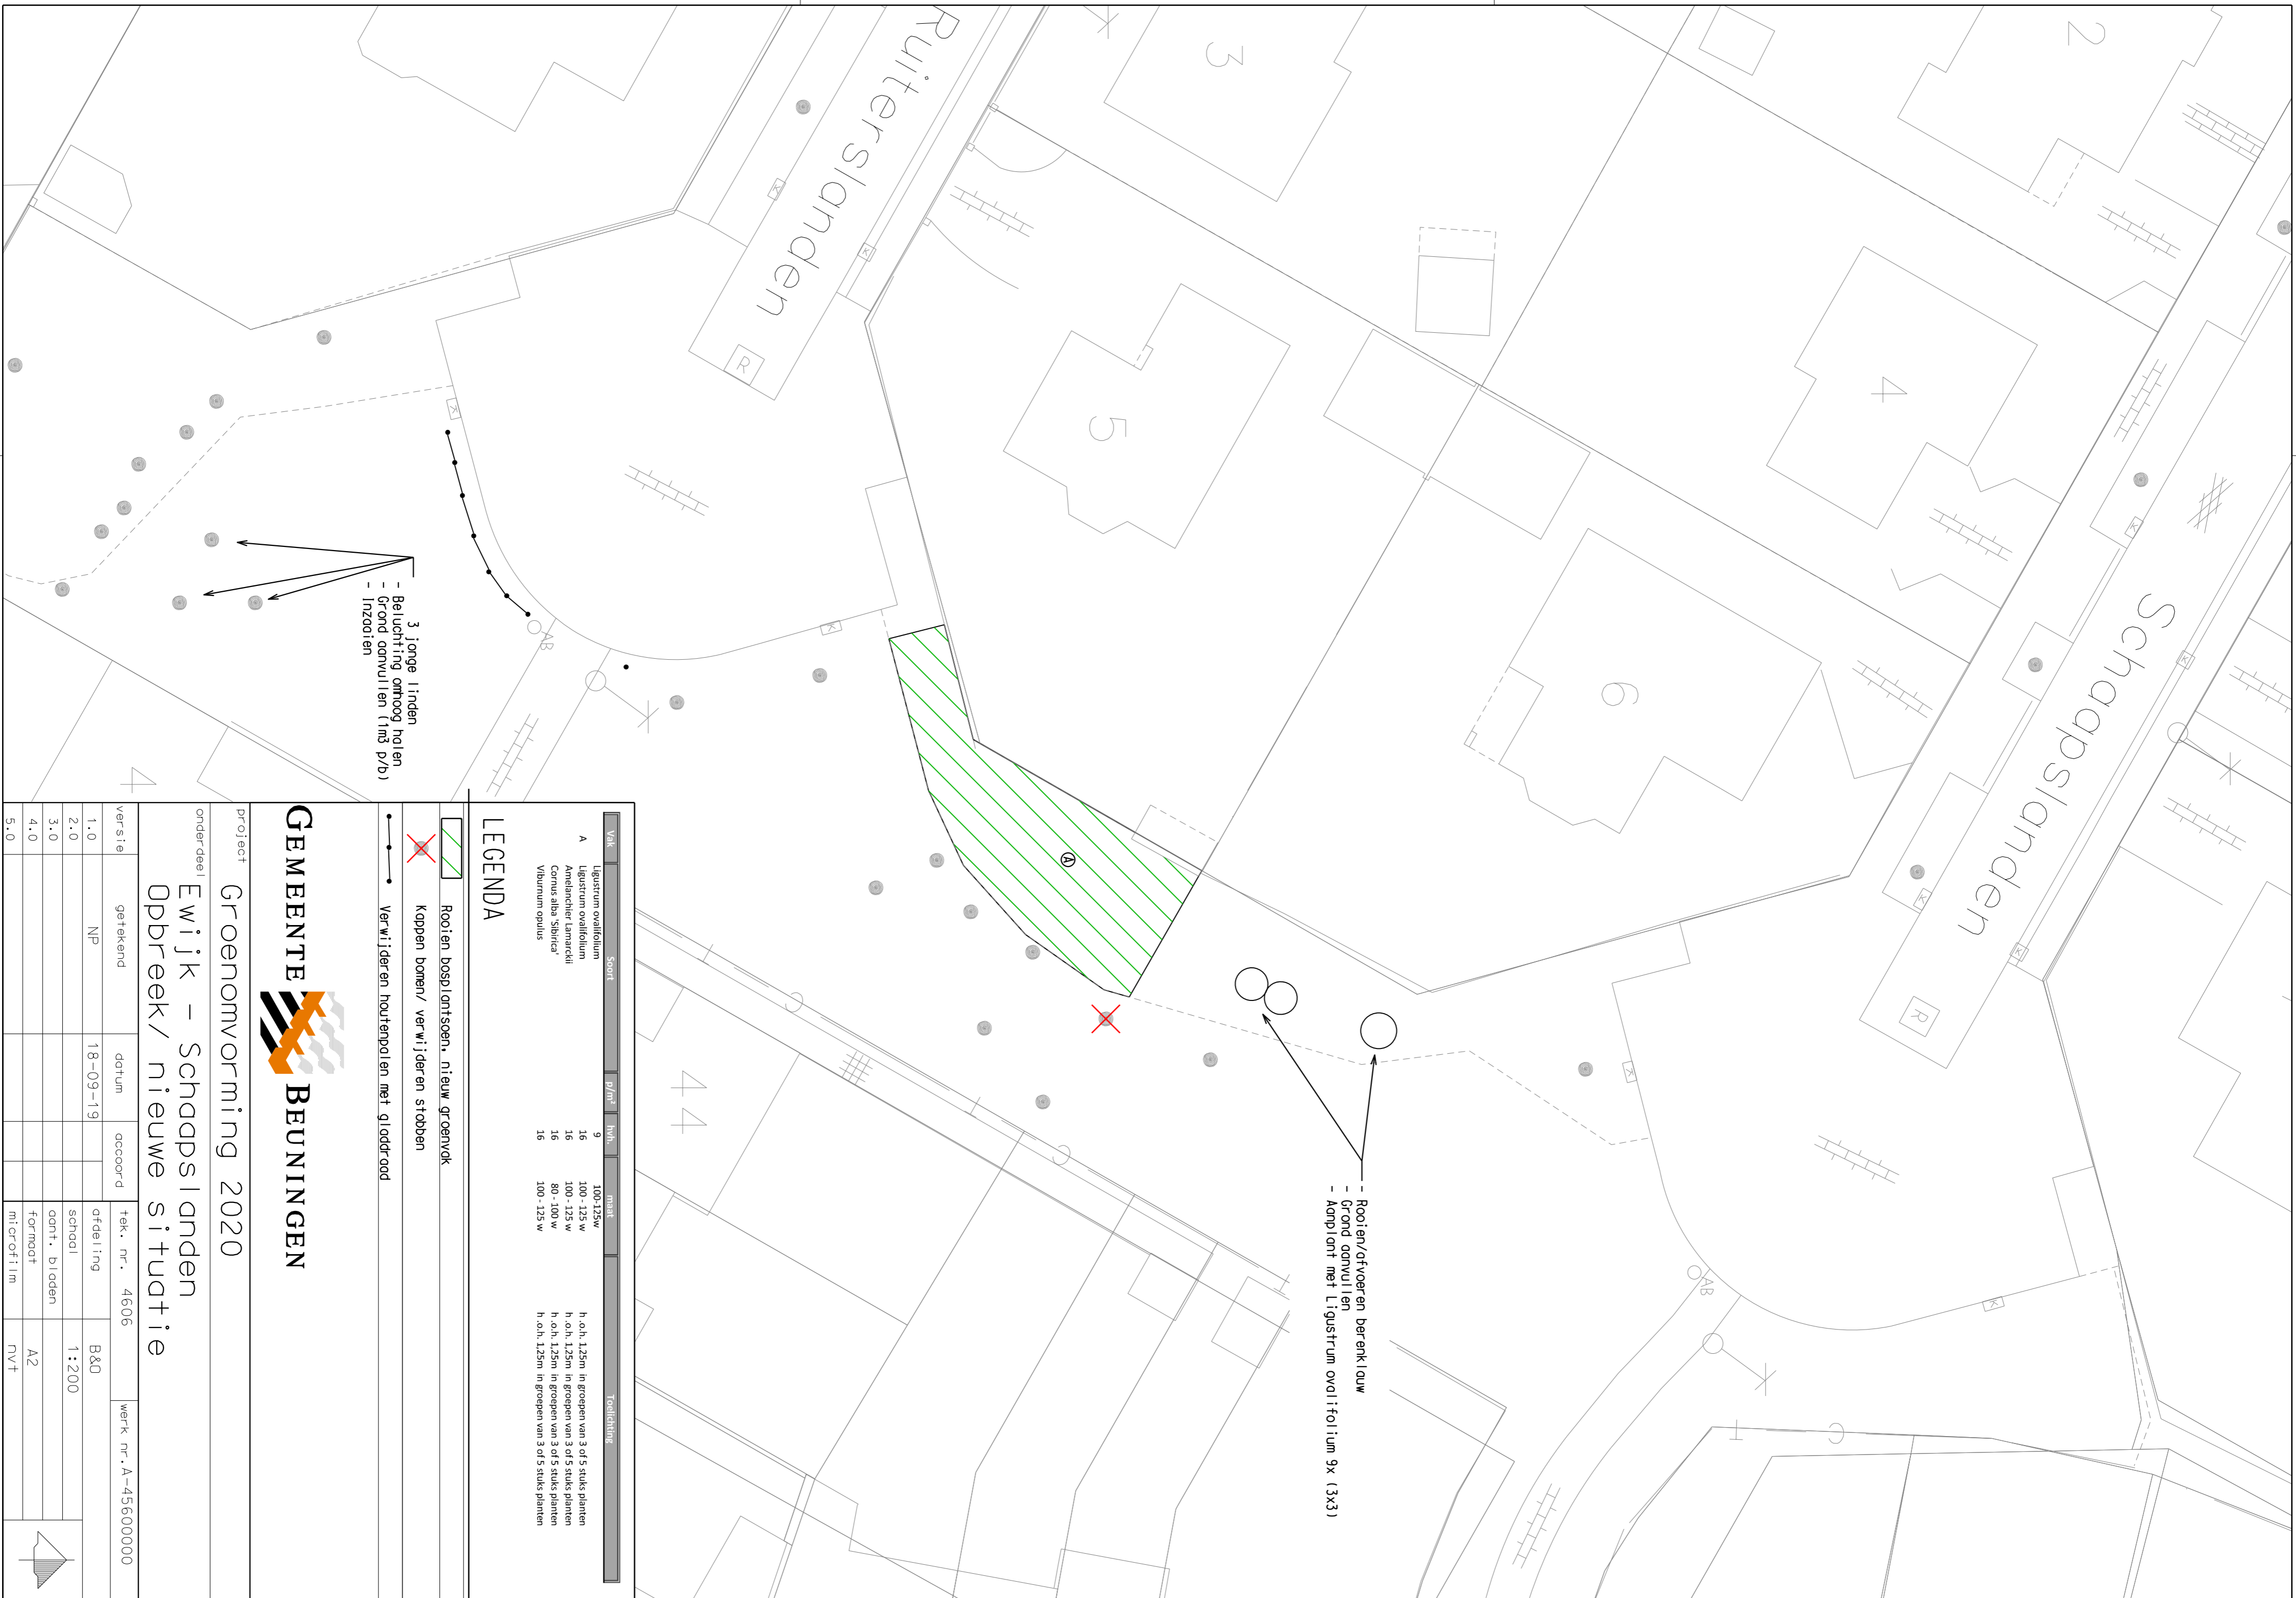 Ruiterslanden
Schaapslanden
2
3
4
5
6
4
44
R
R
K
K
K
K
K
K
K
K
K
K
K
AB
AB
C
C
C
3 jonge linden
- Beluchting omhoog halen
- Grond aanvullen (1m3 p/b)
- Inzaaien
- Rooien/afvoeren berenklauw
- Grond aanvullen
- Aanplant met Ligustrum ovalifolium 9x (3x3)
A
Vak Soort p/m² hvh. maat Toelichting
Ligustrum ovalifolium 9 100-125w
A Ligustrum ovalifolium 16 100 - 125 w h.o.h. 1,25m in groepen van 3 of 5 stuks planten
Amelanchier Lamarckii 16 100 - 125 w h.o.h. 1,25m in groepen van 3 of 5 stuks planten
Cornus alba 'Sibirica' 16 80 - 100 w h.o.h. 1,25m in groepen van 3 of 5 stuks planten
Viburnum opulus 16 100 - 125 w h.o.h. 1,25m in groepen van 3 of 5 stuks planten
LEGENDA
Rooien bosplantsoen, nieuw groenvak
Kappen bomen/ verwijderen stobben
Verwijderen houtenpalen met gladdraad
GEMEENTE BEUNINGEN
project Groenomvorming 2020
onderdeel Ewijk - Schaapslanden
Opbreek/ nieuwe situatie
versie getekend datum accoord tek. nr. 4606 werk nr. A-45600000
1.0 NP 18-09-19 afdeling B&O
2.0 schaal 1:200
3.0 aant. bladen
4.0 formaat A2
5.0 microfilm nvt